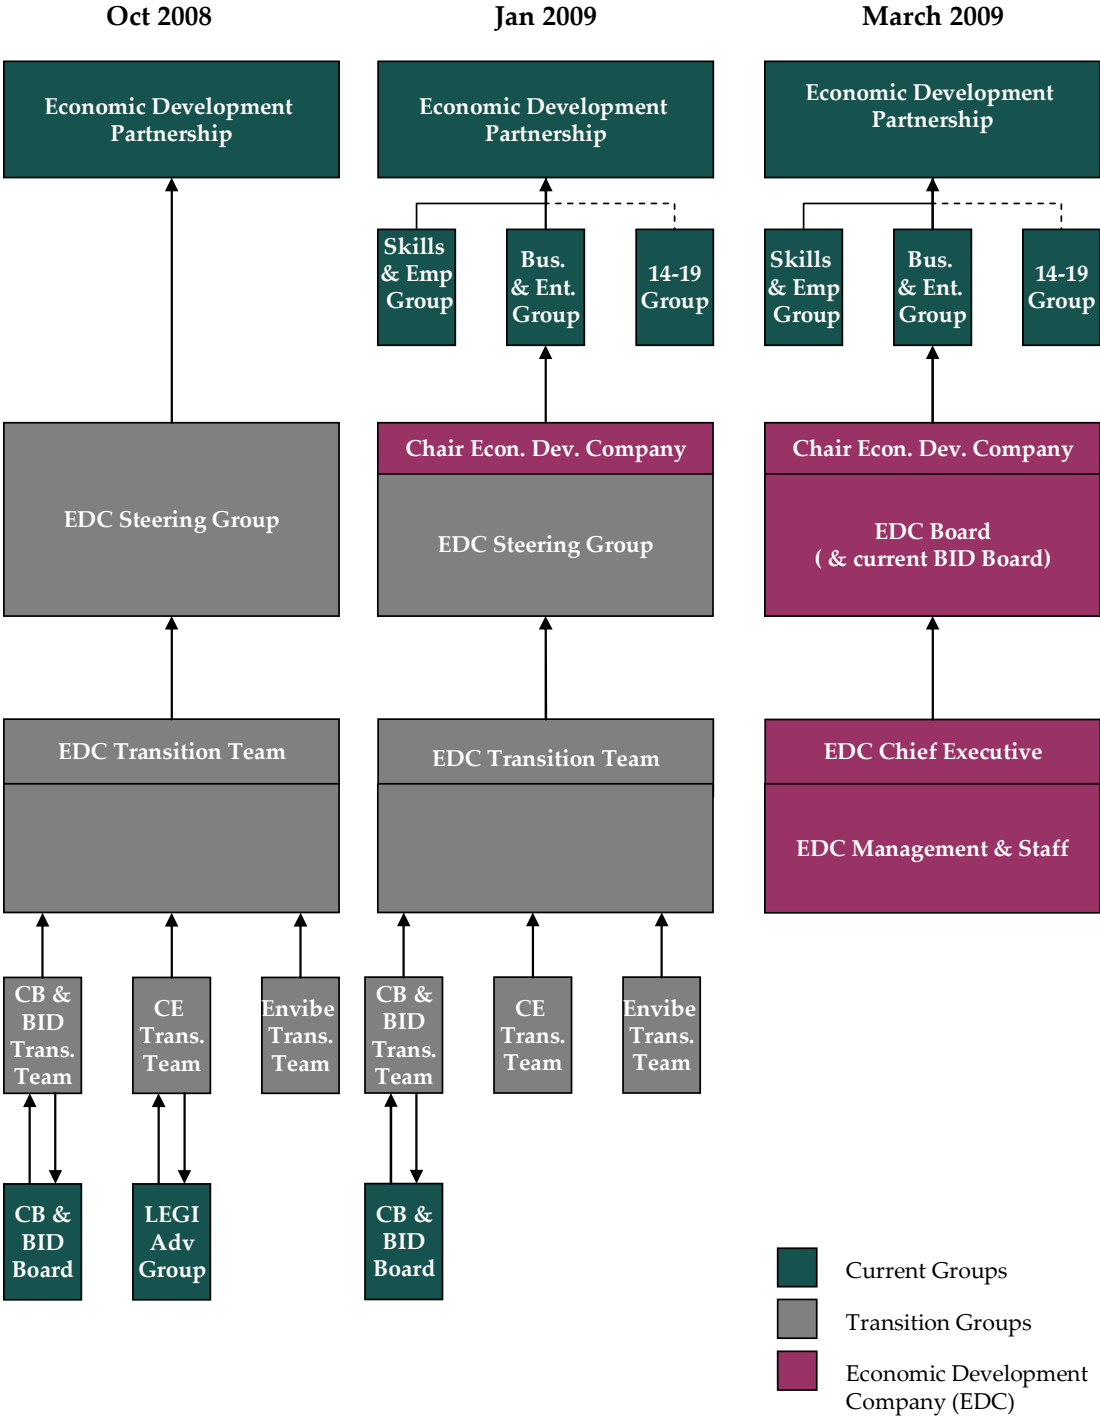 Oct 2008
Economic Development
Partnership
EDC Steering Group
EDC Transition Team
CB &
BID
Trans.
Team
CE
Trans.
Team
Envibe
Trans.
Team
CB &
BID
Board
LEGI
Adv
Group
Jan 2009
Economic Development
Partnership
Skills
& Emp
Group
Bus.
& Ent.
Group
14-19
Group
Chair Econ. Dev. Company
EDC Steering Group
EDC Transition Team
CB &
BID
Trans.
Team
CE
Trans.
Team
Envibe
Trans.
Team
CB &
BID
Board
March 2009
Economic Development
Partnership
Skills
& Emp
Group
Bus.
& Ent.
Group
14-19
Group
Chair Econ. Dev. Company
EDC Board
( & current BID Board)
EDC Chief Executive
EDC Management & Staff
Current Groups
Transition Groups
Economic Development
Company (EDC)